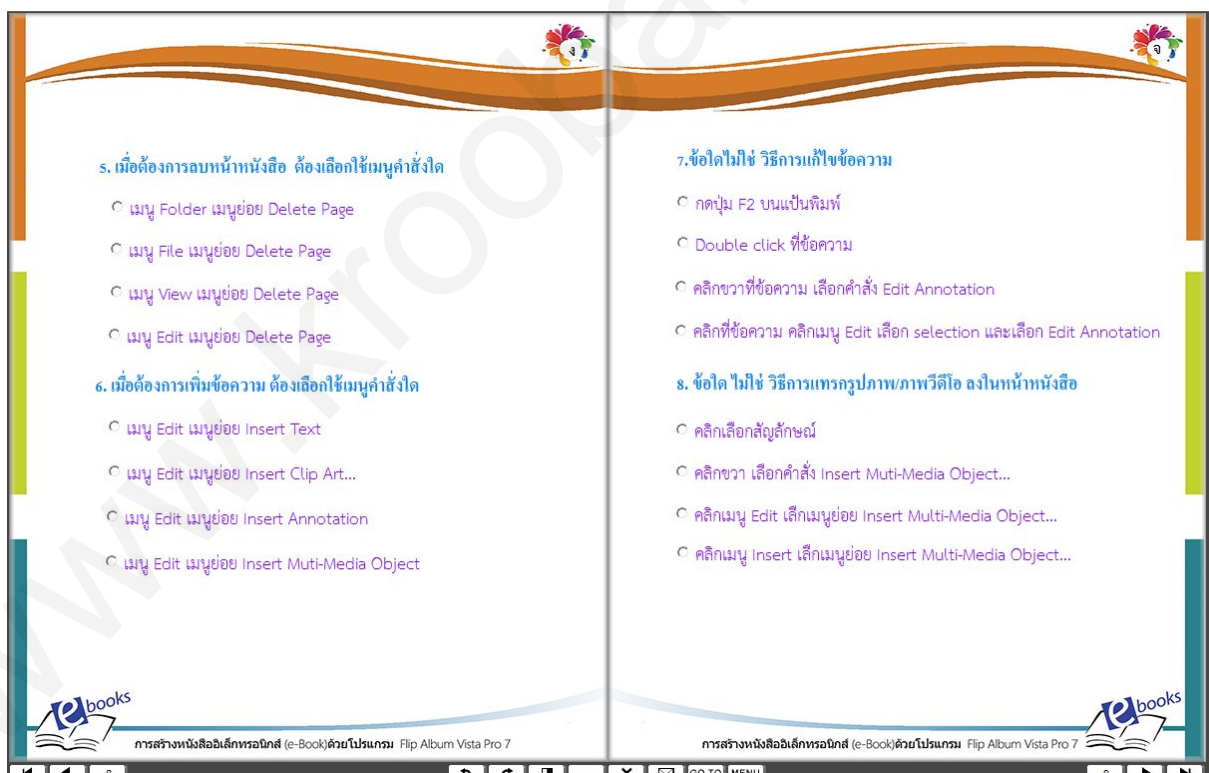 ง
5. เมื่อต้องการลบหน้าหนังสือ ต้องเลือกใช้เมนูคำสั่งใด
เมนู Folder เมนูย่อย Delete Page
เมนู File เมนูย่อย Delete Page
เมนู View เมนูย่อย Delete Page
เมนู Edit เมนูย่อย Delete Page
6. เมื่อต้องการเพิ่มข้อความ ต้องเลือกใช้เมนูคำสั่งใด
เมนู Edit เมนูย่อย Insert Text
เมนู Edit เมนูย่อย Insert Clip Art...
เมนู Edit เมนูย่อย Insert Annotation
เมนู Edit เมนูย่อย Insert Muti-Media Object
ebooks
การสร้างหนังสืออิเล็กทรอนิกส์ (e-Book)ด้วยโปรแกรม Flip Album Vista Pro 7
จ
7.ข้อใดไม่ใช่ วิธีการแก้ไขข้อความ
กดปุ่ม F2 บนแป้นพิมพ์
Double click ที่ข้อความ
คลิกขวาที่ข้อความ เลือกคำสั่ง Edit Annotation
คลิกที่ข้อความ คลิกเมนู Edit เลือก selection และเลือก Edit Annotation
8. ข้อใด ไม่ใช่ วิธีการแทรกรูปภาพ/ภาพวีดีโอ ลงในหน้าหนังสือ
คลิกเลือกสัญลักษณ์
คลิกขวา เลือกคำสั่ง Insert Muti-Media Object...
คลิกเมนู Edit เลืกเมนูย่อย Insert Multi-Media Object...
คลิกเมนู Insert เลืกเมนูย่อย Insert Multi-Media Object...
ebooks
การสร้างหนังสืออิเล็กทรอนิกส์ (e-Book)ด้วยโปรแกรม Flip Album Vista Pro 7
www.krooba
GO TO MENU